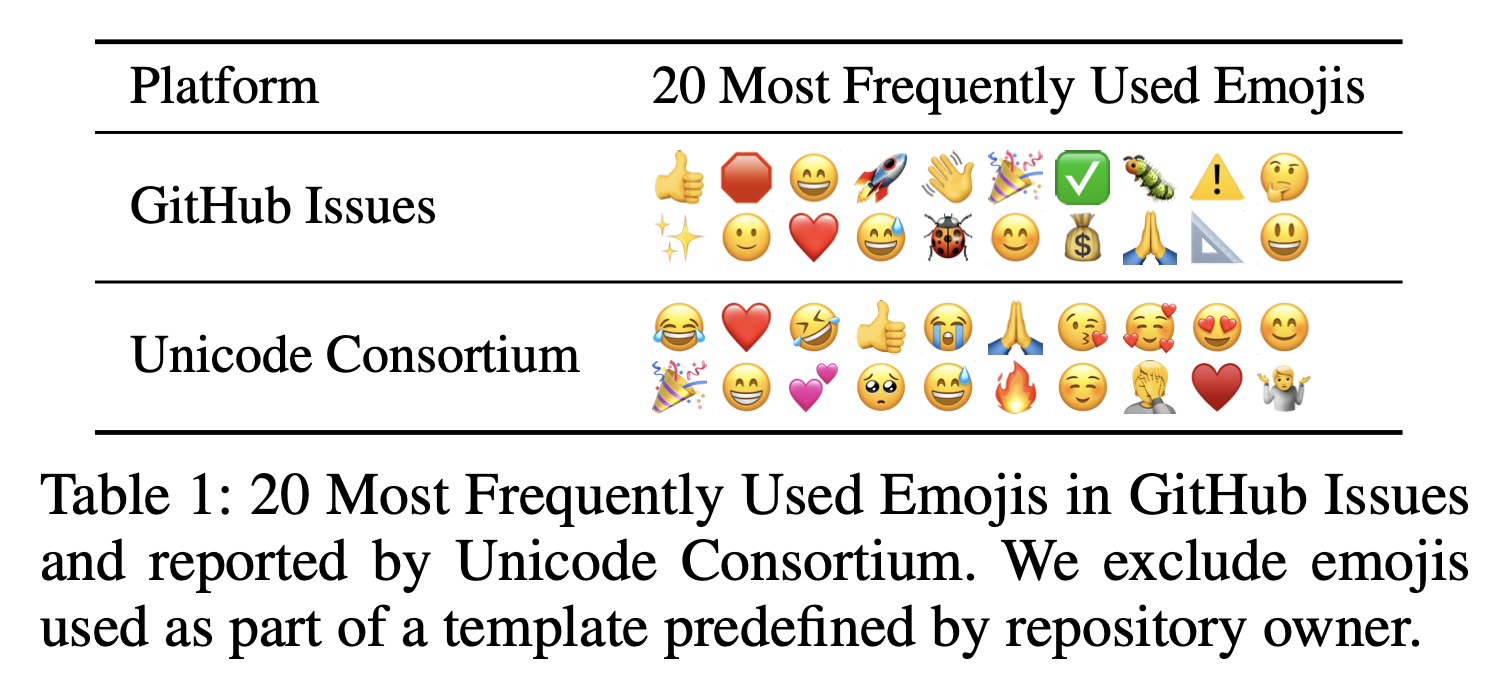 Platform 20 Most Frequently Used Emojis
GitHub Issues 👍 🛑 😄 🚀 👋 🎉 ✅ 🐛 ⚠️ 🤔
✨ 🙂 ❤️ 😅 🐞 😊 💰 🙏 📐 😃
Unicode Consortium 😂 ❤️ 🤣 👍 😭 🙏 😘 🥰 😍 😊
🎉 😁 💕 🥺 😅 🔥 ☺️ 🤦 ♥️ 🤷
Table 1: 20 Most Frequently Used Emojis in GitHub Issues
and reported by Unicode Consortium. We exclude emojis
used as part of a template predefined by repository owner.